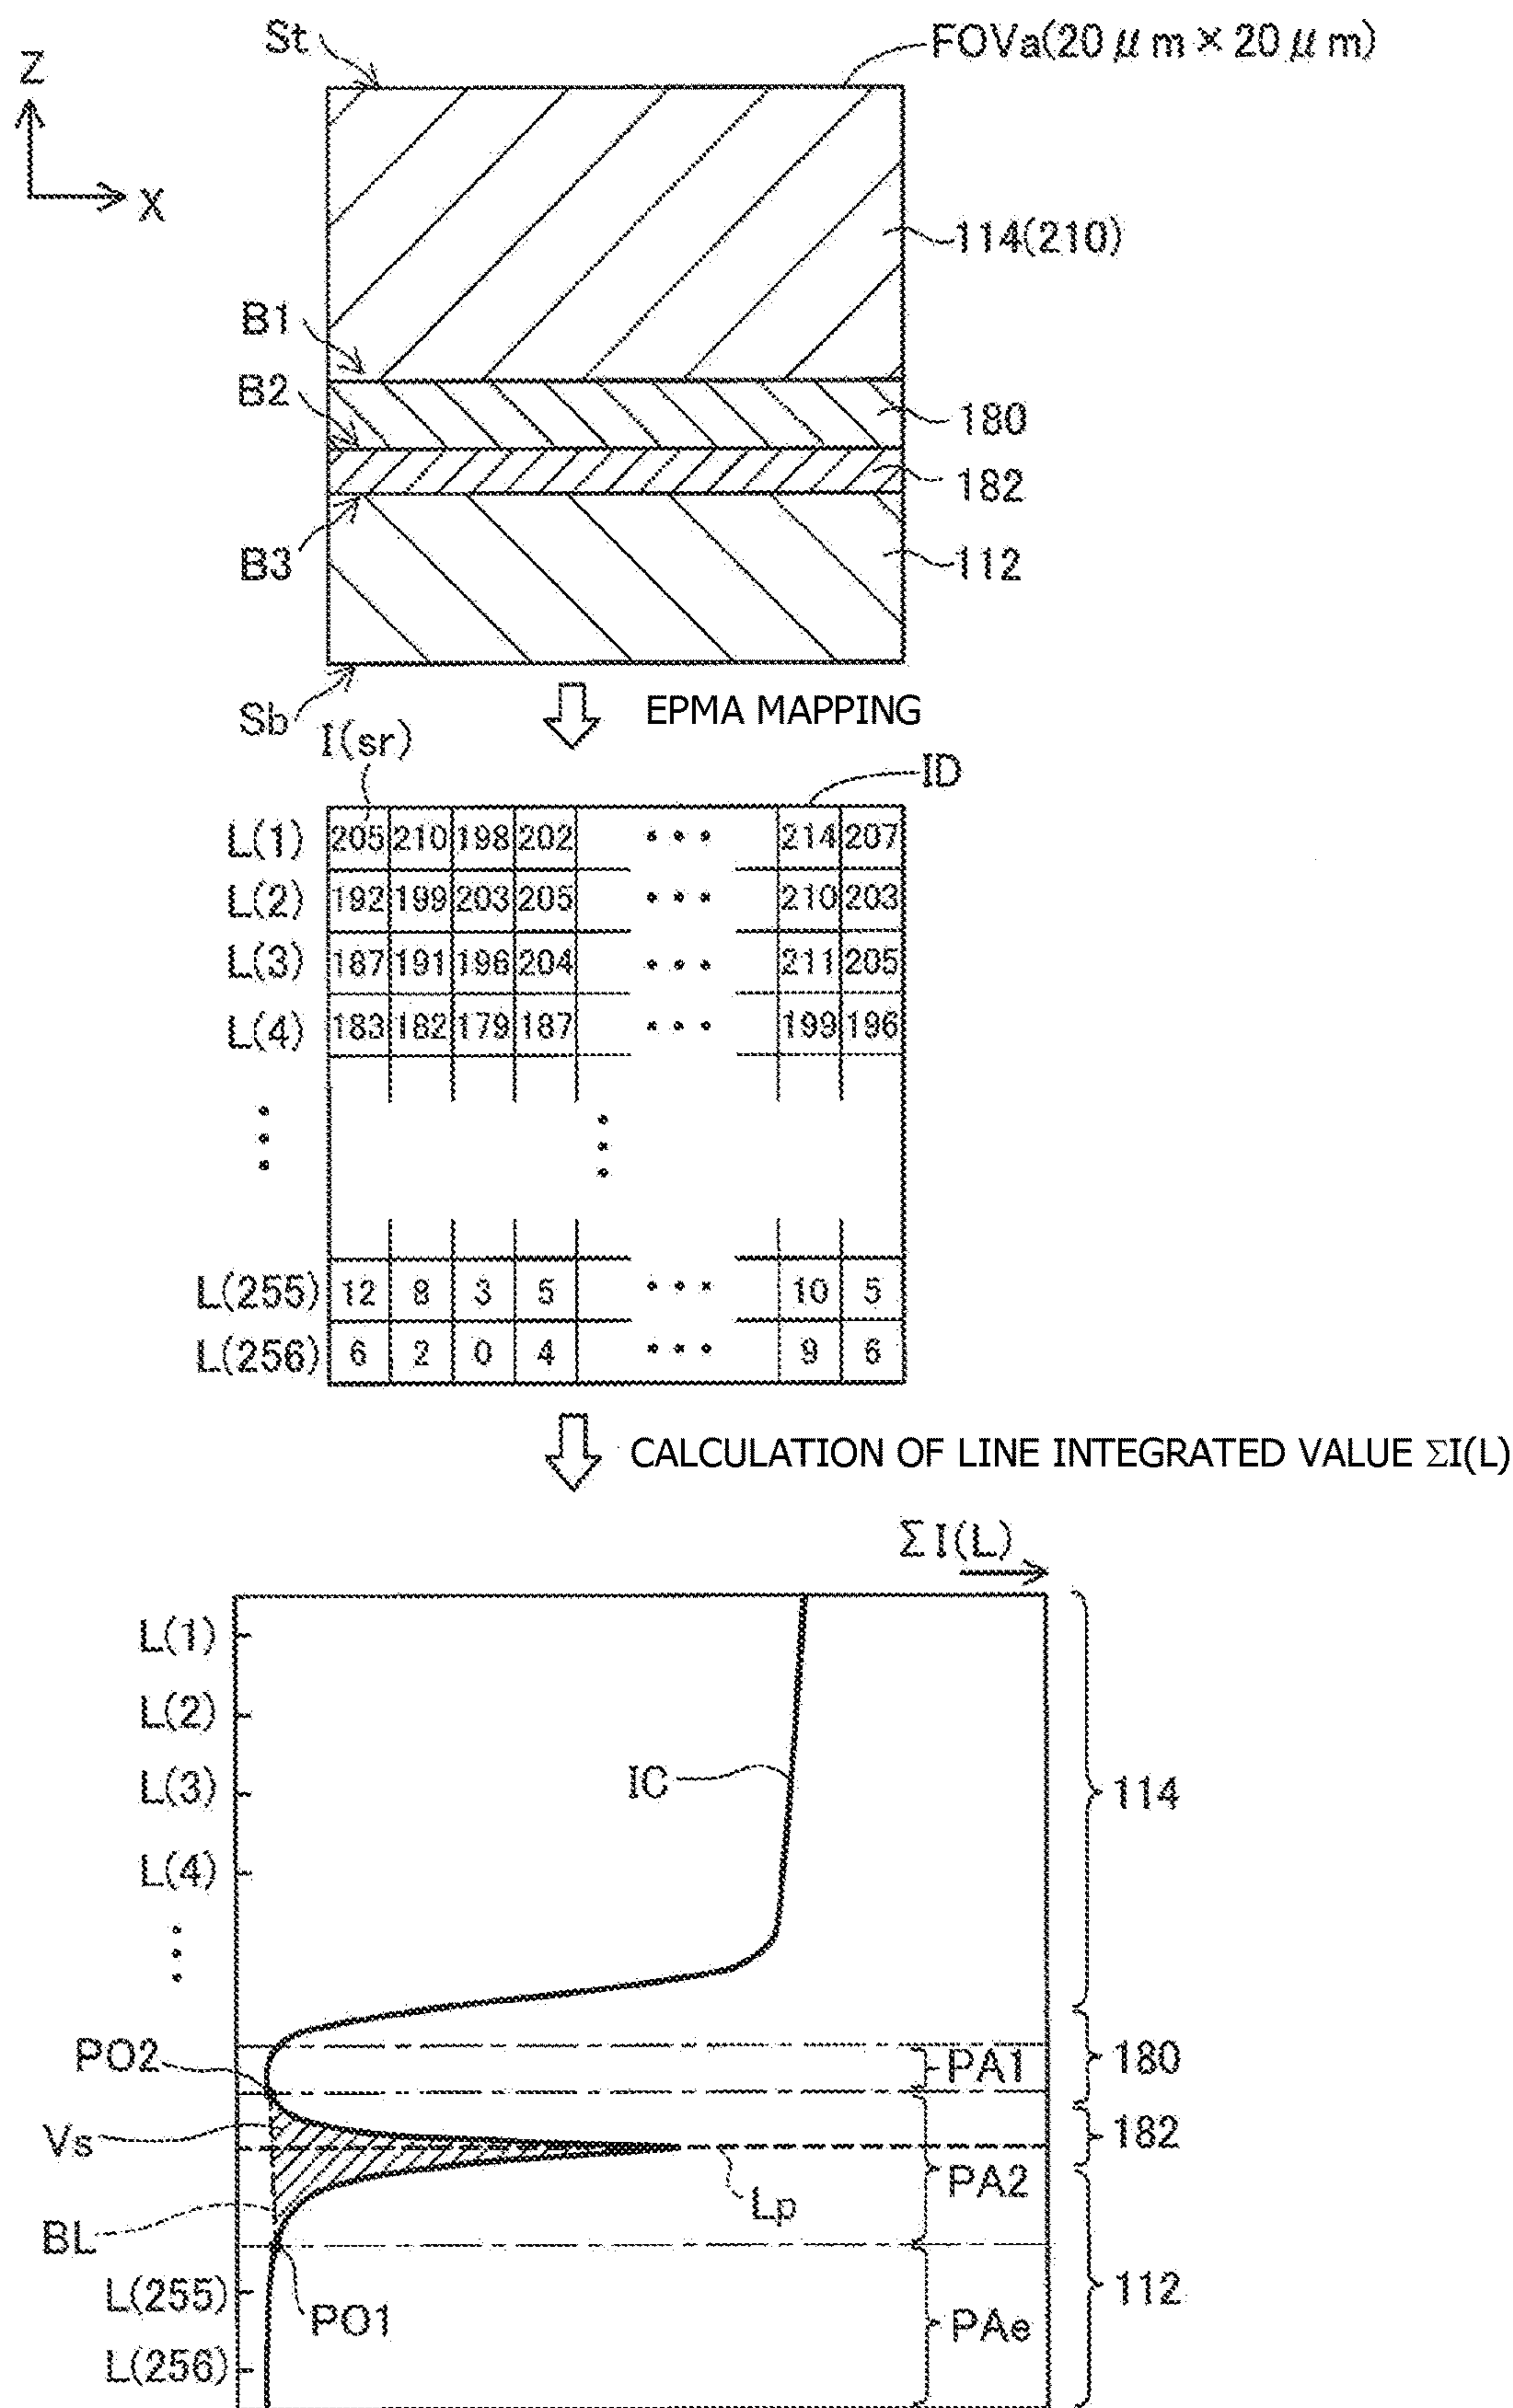 St
FOVa(20μm×20μm)
Z
X
114(210)
B1
B2
180
182
B3
112
Sb
EPMA MAPPING
I(sr)
ID
L(1) 205 210 198 202 ••• 214 207
L(2) 192 199 203 205 ••• 210 203
L(3) 187 191 196 204 ••• 211 205
L(4) 183 182 179 187 ••• 199 196
L(255) 12 8 3 5 ••• 10 5
L(256) 6 2 0 4 ••• 9 6
CALCULATION OF LINE INTEGRATED VALUE ΣI(L)
ΣI(L)
L(1)
L(2)
L(3)
IC
114
L(4)
PO2
PA1
180
Vs
182
PA2
Lp
BL
L(255)
112
PO1
PAe
L(256)